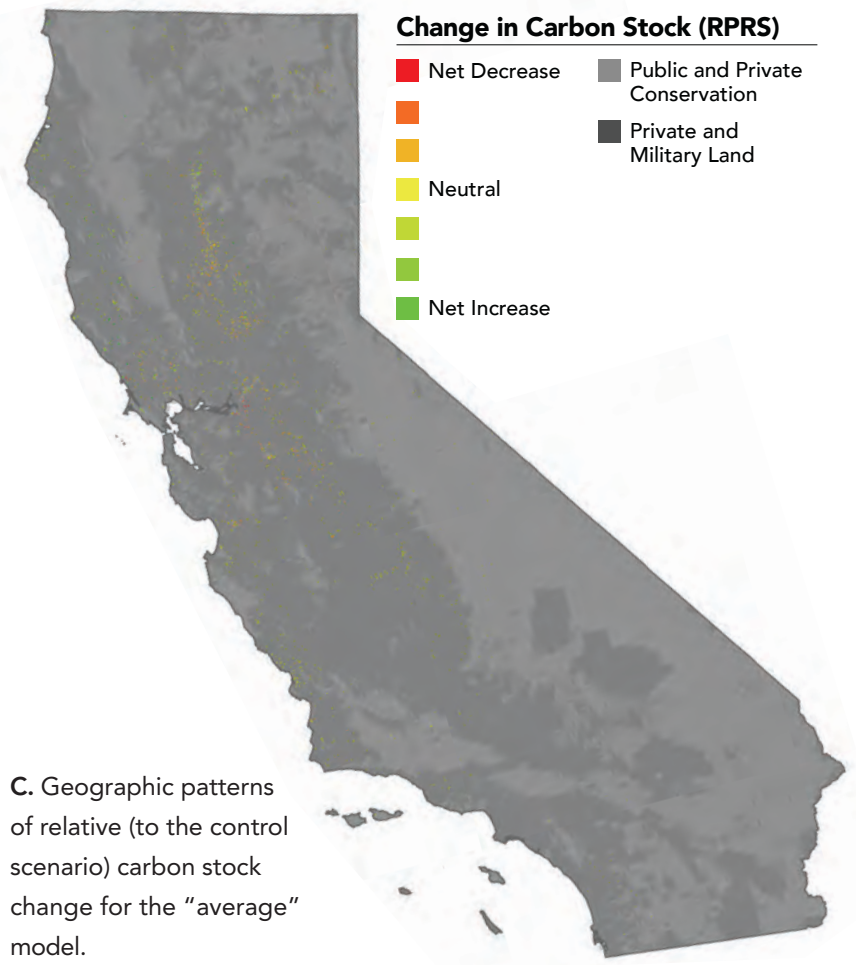 Change in Carbon Stock (RPRS)
Net Decrease
Neutral
Net Increase
Public and Private
Conservation
Private and
Military Land
C. Geographic patterns
of relative (to the control
scenario) carbon stock
change for the “average”
model.